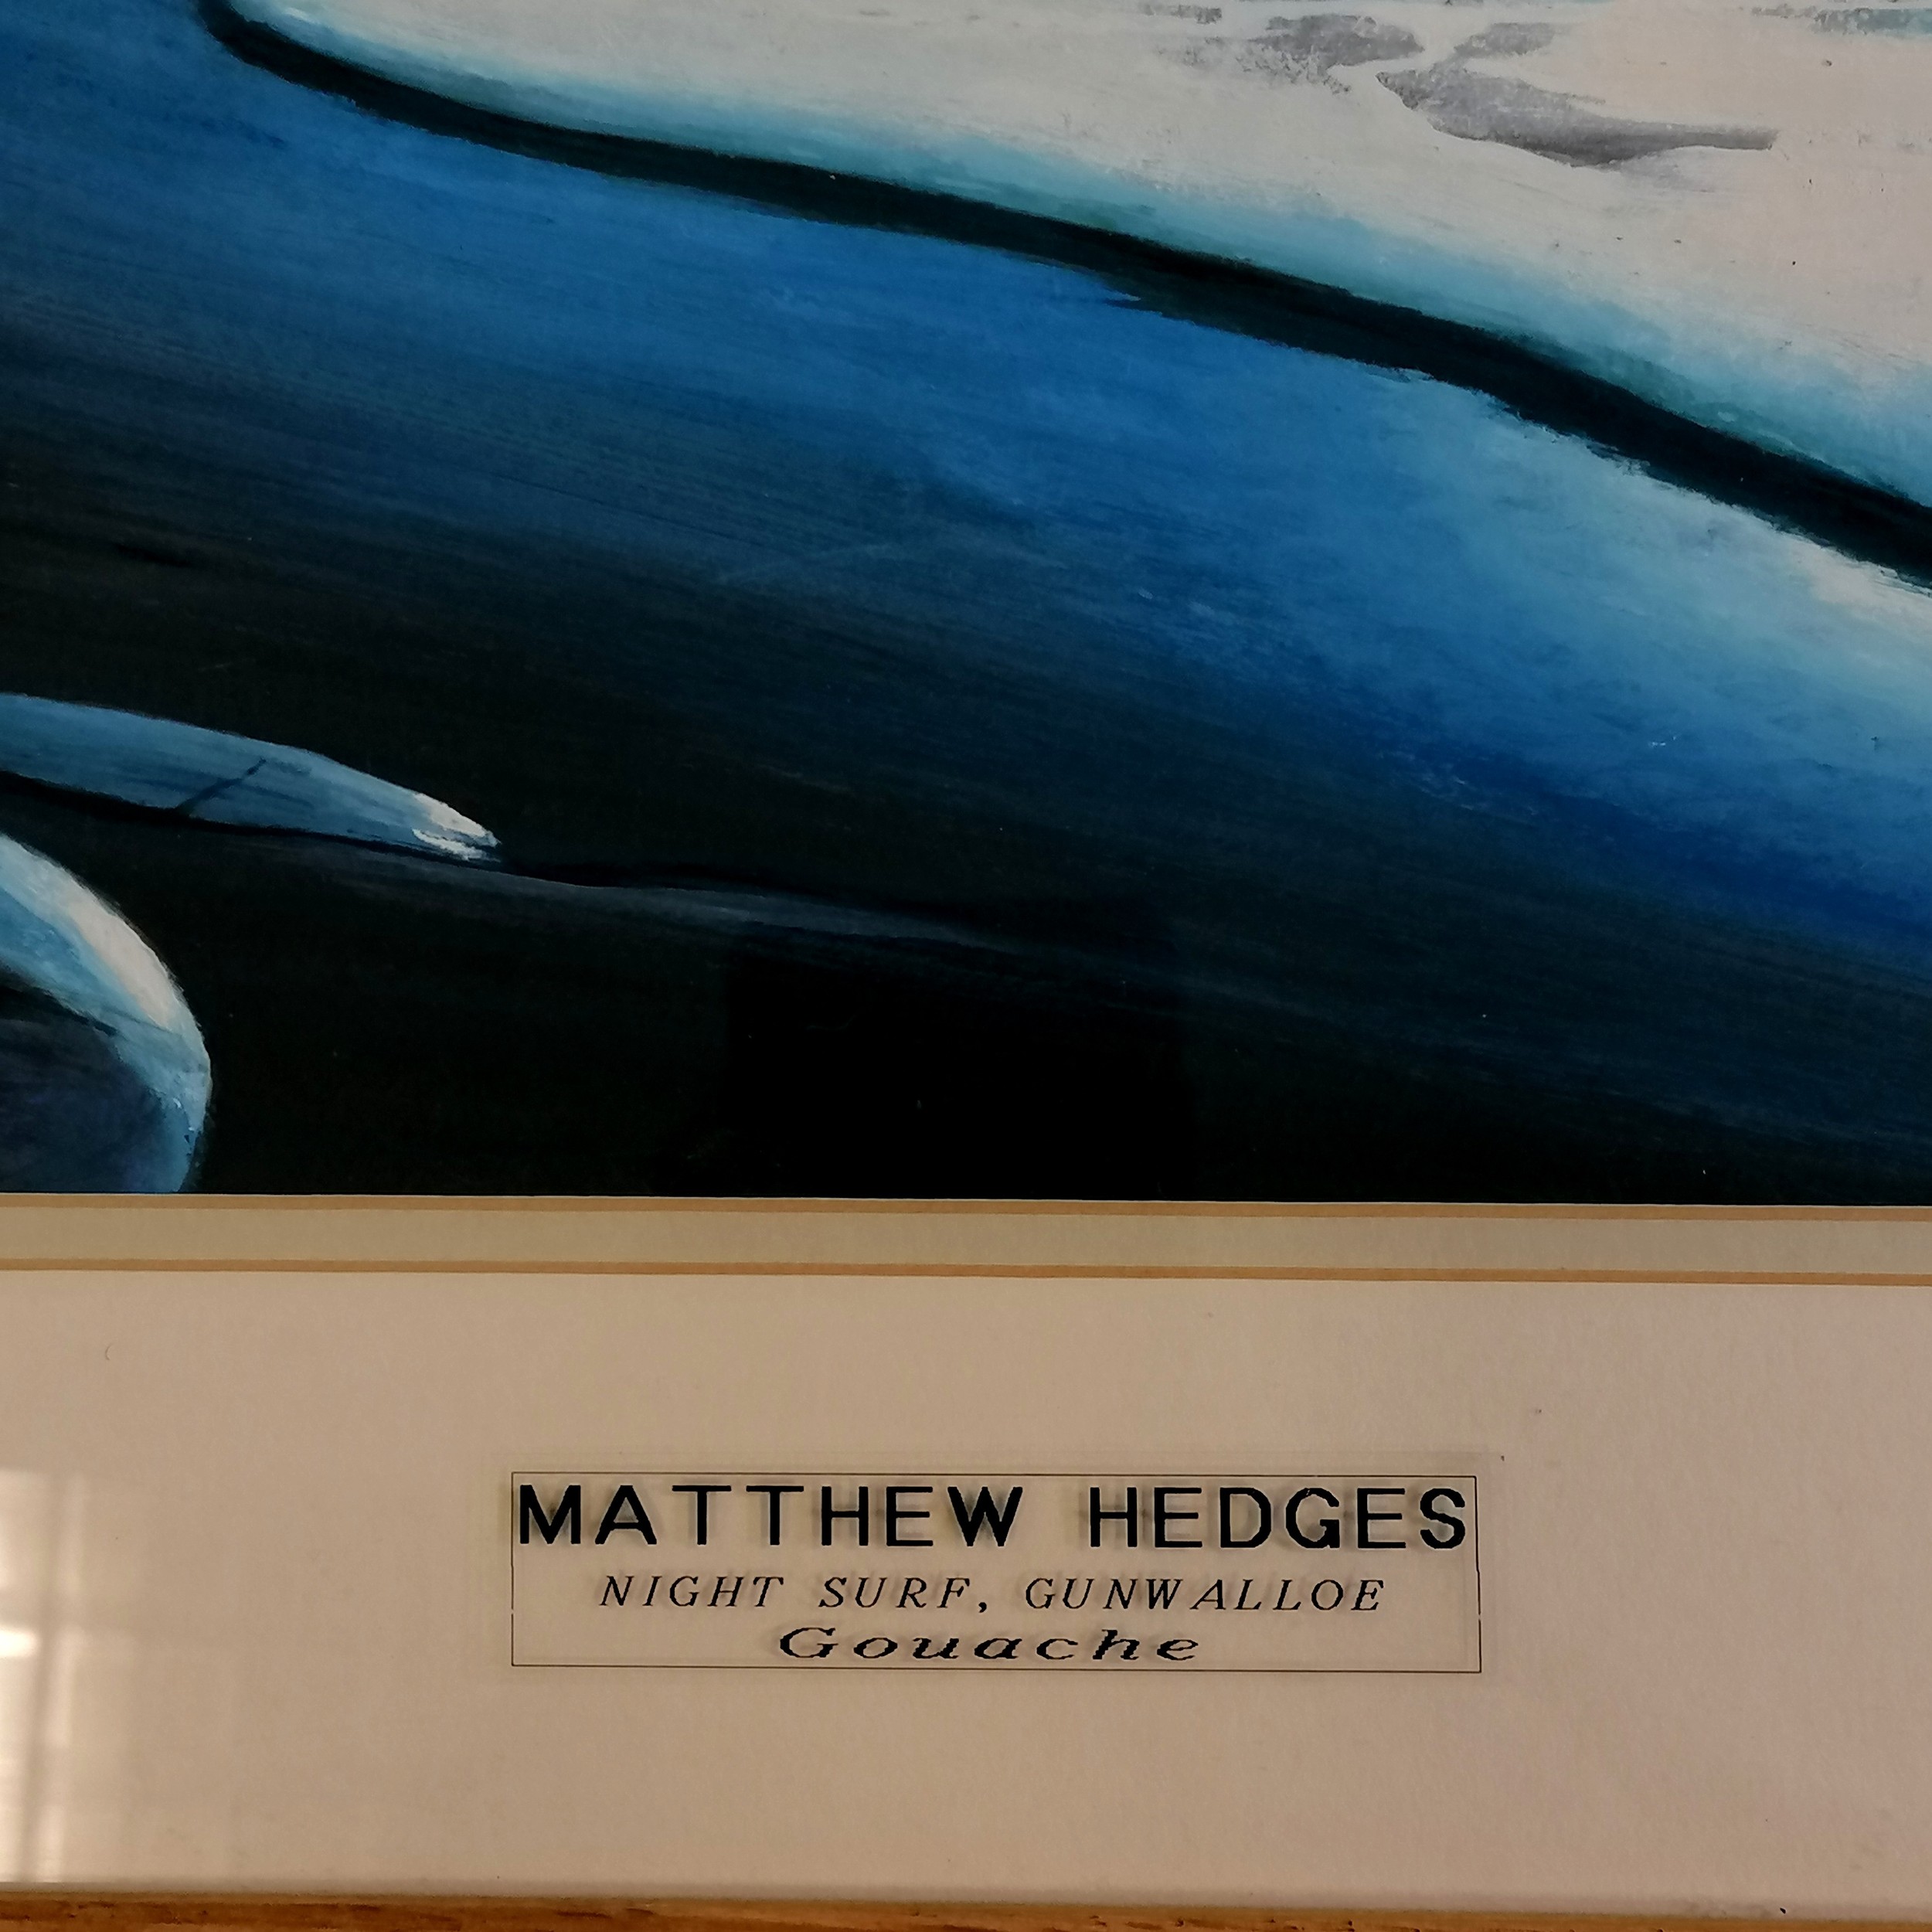 MATTHEW HEDGES
NIGHT SURF, GUNWALLOE
Gouache